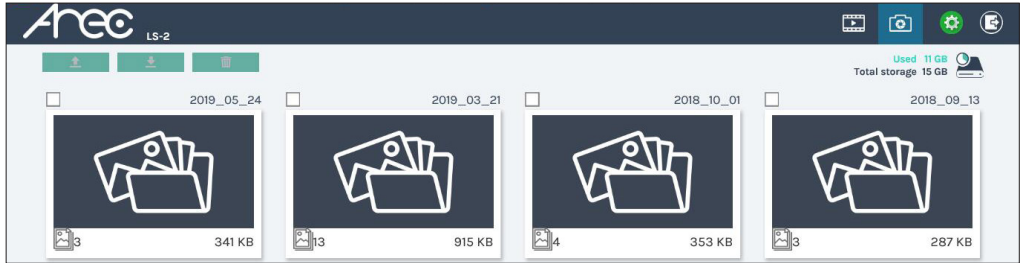 Arec LS-2
Used 11 GB
Total storage 15 GB
2019_05_24
2019_03_21
2018_10_01
2018_09_13
3 341 KB
13 915 KB
4 353 KB
3 287 KB